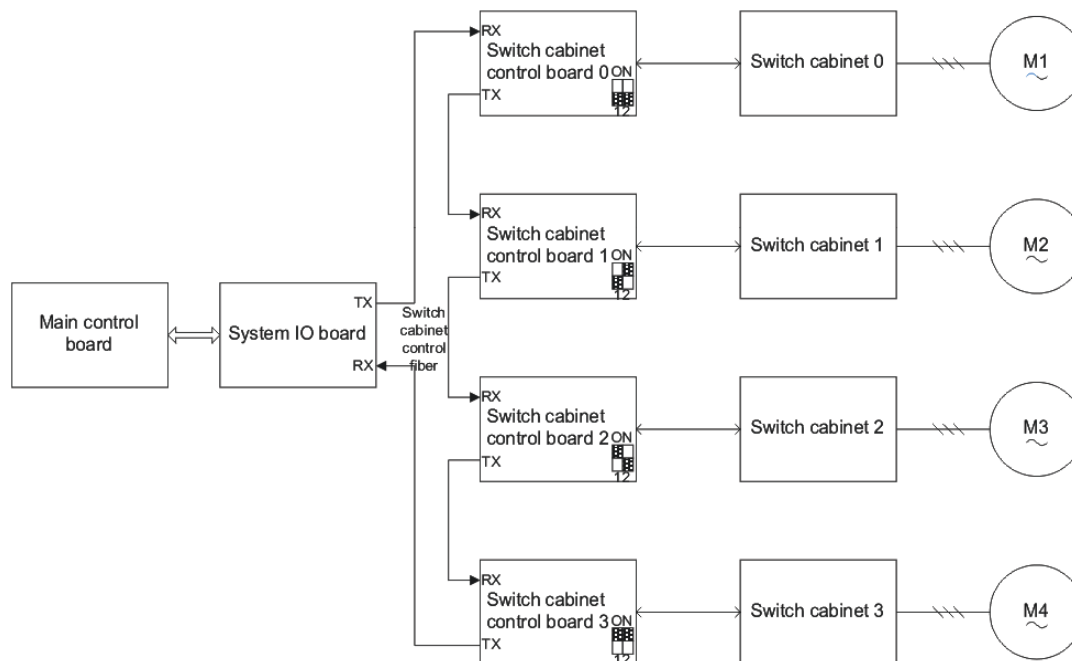 RX
Switch cabinet
control board 0
ON
TX
12
Switch cabinet 0
M1
RX
Switch cabinet
control board 1
ON
TX
12
Switch cabinet 1
M2
Main control
board
System IO board
TX
RX
Switch
cabinet
control
fiber
RX
Switch cabinet
control board 2
ON
TX
12
Switch cabinet 2
M3
RX
Switch cabinet
control board 3
ON
TX
12
Switch cabinet 3
M4